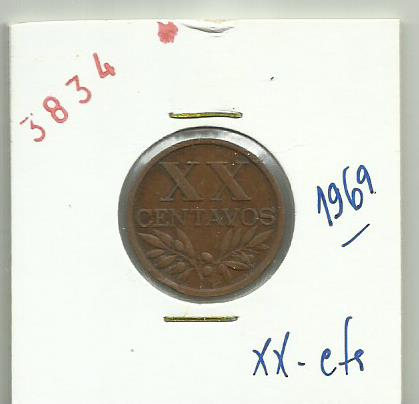 3834
XX
CENTAVOS
1969
XX - cts